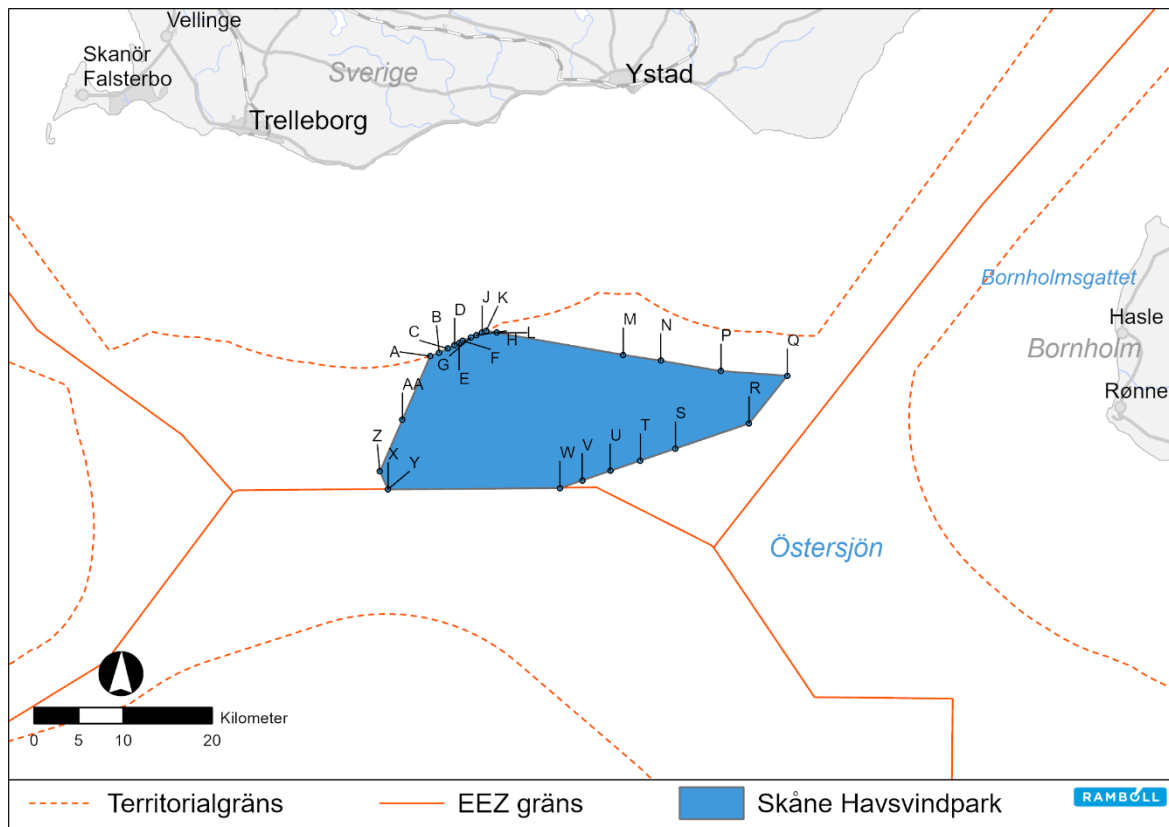 Vellinge
Skanör
Falsterbo
Sverige
Ystad
Trelleborg
Bornholmsgattet
Hasle
Bornholm
Rønne
J
K
D
B
C
A
G
E
F
H
L
M
N
P
Q
AA
R
S
T
U
V
W
Z
X
Y
Östersjön
Kilometer
0 5 10 20
Territorialgräns
EEZ gräns
Skåne Havsvindpark
RAMBOLL